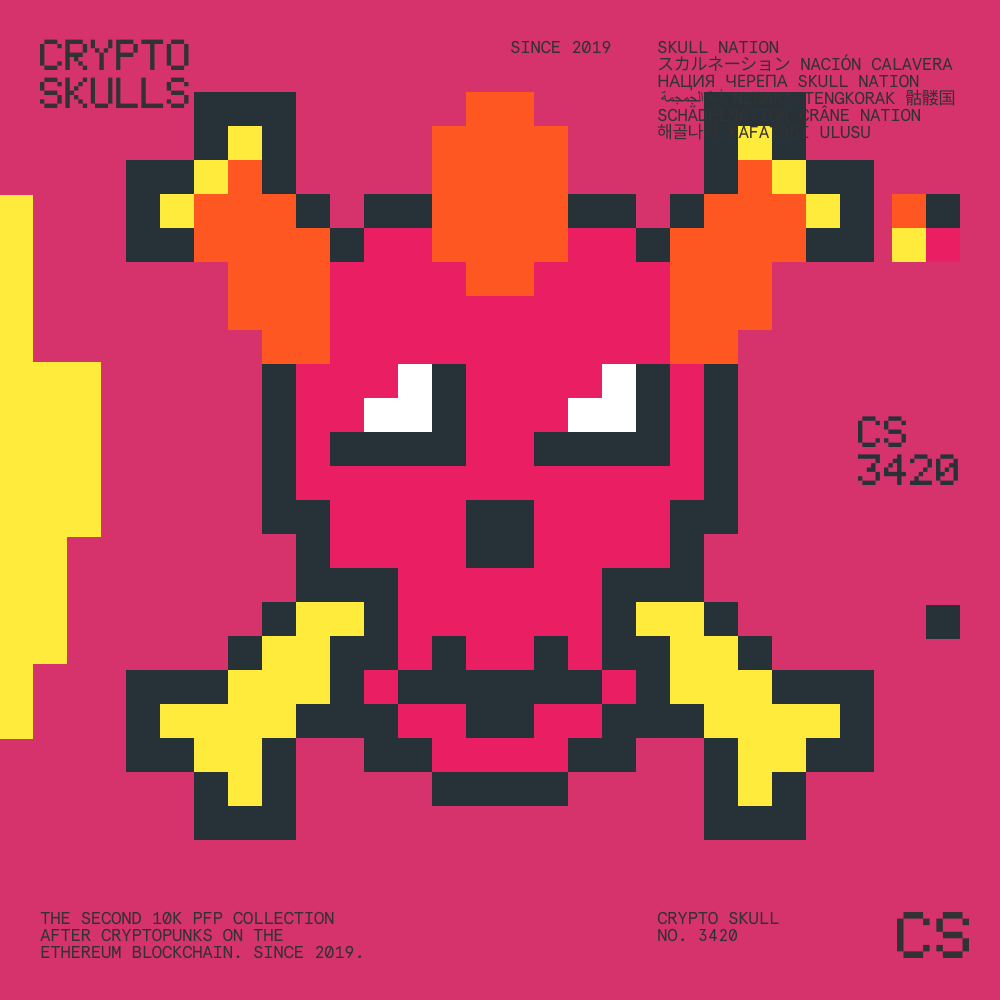 CRYPTO
SKULLS
SINCE 2019
SKULL NATION
スカルネーション NACIÓN CALAVERA
НАЦИЯ ЧЕРЕПА SKULL NATION
الجمجمة TENGKORAK 骷髅国
CRÂNE NATION
해골 ULUSU
CS
3420
THE SECOND 10K PFP COLLECTION
AFTER CRYPTOPUNKS ON THE
ETHEREUM BLOCKCHAIN. SINCE 2019.
CRYPTO SKULL
NO. 3420
CS